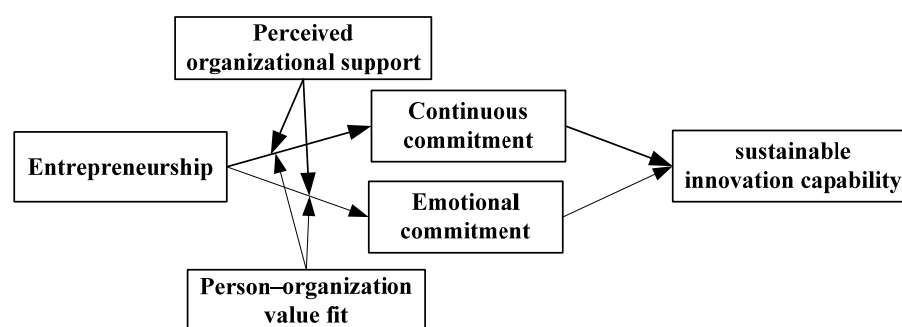 Perceived
organizational support
Continuous
commitment
Entrepreneurship
sustainable
innovation capability
Emotional
commitment
Person–organization
value fit